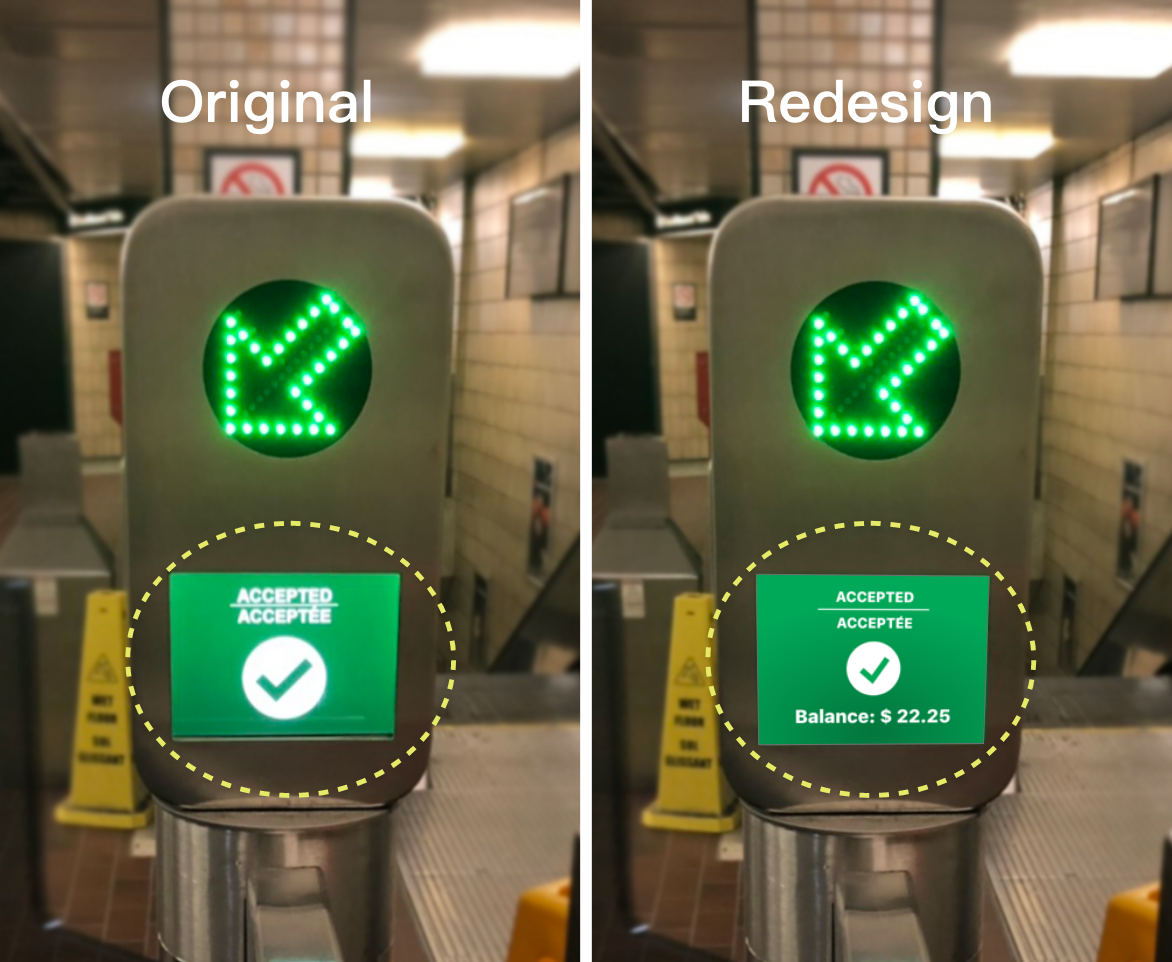 Original
Redesign
ACCEPTED
ACCEPTÉE
ACCEPTED
ACCEPTÉE
Balance: $ 22.25
WET
FLOOR
SOL
GLISSANT
WET
FLOOR
SOL
GLISSANT